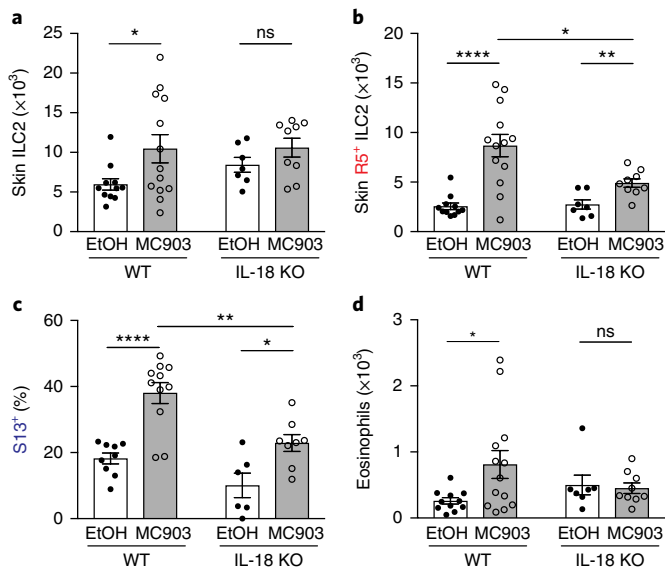 a
Skin ILC2 (×10³)
25
20
15
10
5
0
*
ns
EtOH MC903 EtOH MC903
WT IL-18 KO
b
Skin R5⁺ ILC2 (×10³)
20
15
10
5
0
*
**** **
EtOH MC903 EtOH MC903
WT IL-18 KO
c
S13⁺ (%)
60
40
20
0
**
**** *
EtOH MC903 EtOH MC903
WT IL-18 KO
d
Eosinophils (×10³)
3
2
1
0
*
ns
EtOH MC903 EtOH MC903
WT IL-18 KO